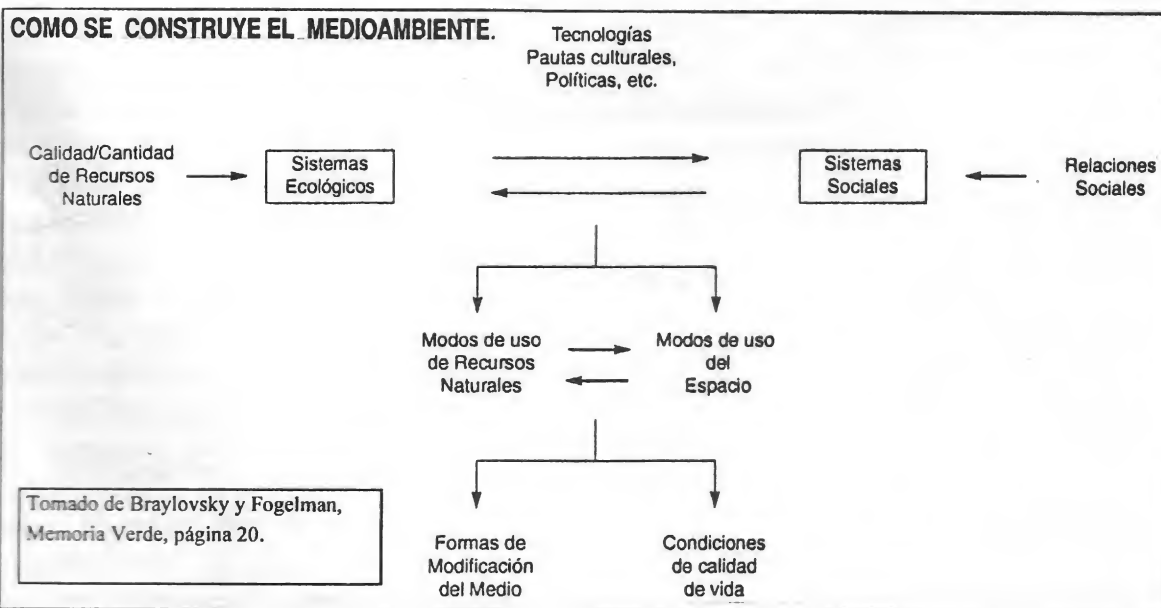 COMO SE CONSTRUYE EL MEDIOAMBIENTE.
Tecnologías
Pautas culturales,
Políticas, etc.
Calidad/Cantidad
de Recursos
Naturales
Sistemas
Ecológicos
Sistemas
Sociales
Relaciones
Sociales
Modos de uso
de Recursos
Naturales
Modos de uso
del
Espacio
Tomado de Braylovsky y Fogelman,
Memoria Verde, página 20.
Formas de
Modificación
del Medio
Condiciones
de calidad
de vida